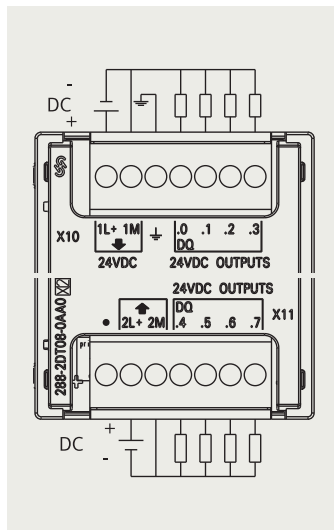 -
DC
+
X10
1L+ 1M
.0 .1 .2 .3
DQ
24VDC
24VDC OUTPUTS
24VDC OUTPUTS
DQ
X11
2L+ 2M
.4 .5 .6 .7
288-2DT08-0AA0 X2
+
DC
-